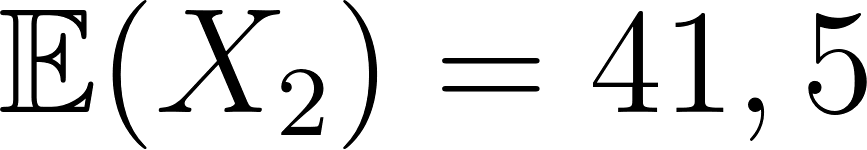 𝔼(X₂) = 41, 5